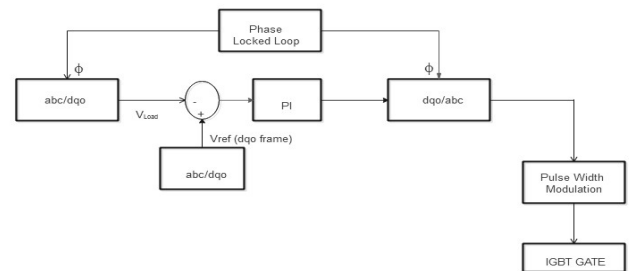 Phase
Locked Loop
ϕ
ϕ
abc/dqo
-
+
PI
dqo/abc
VLoad
Vref (dqo frame)
abc/dqo
Pulse Width
Modulation
IGBT GATE